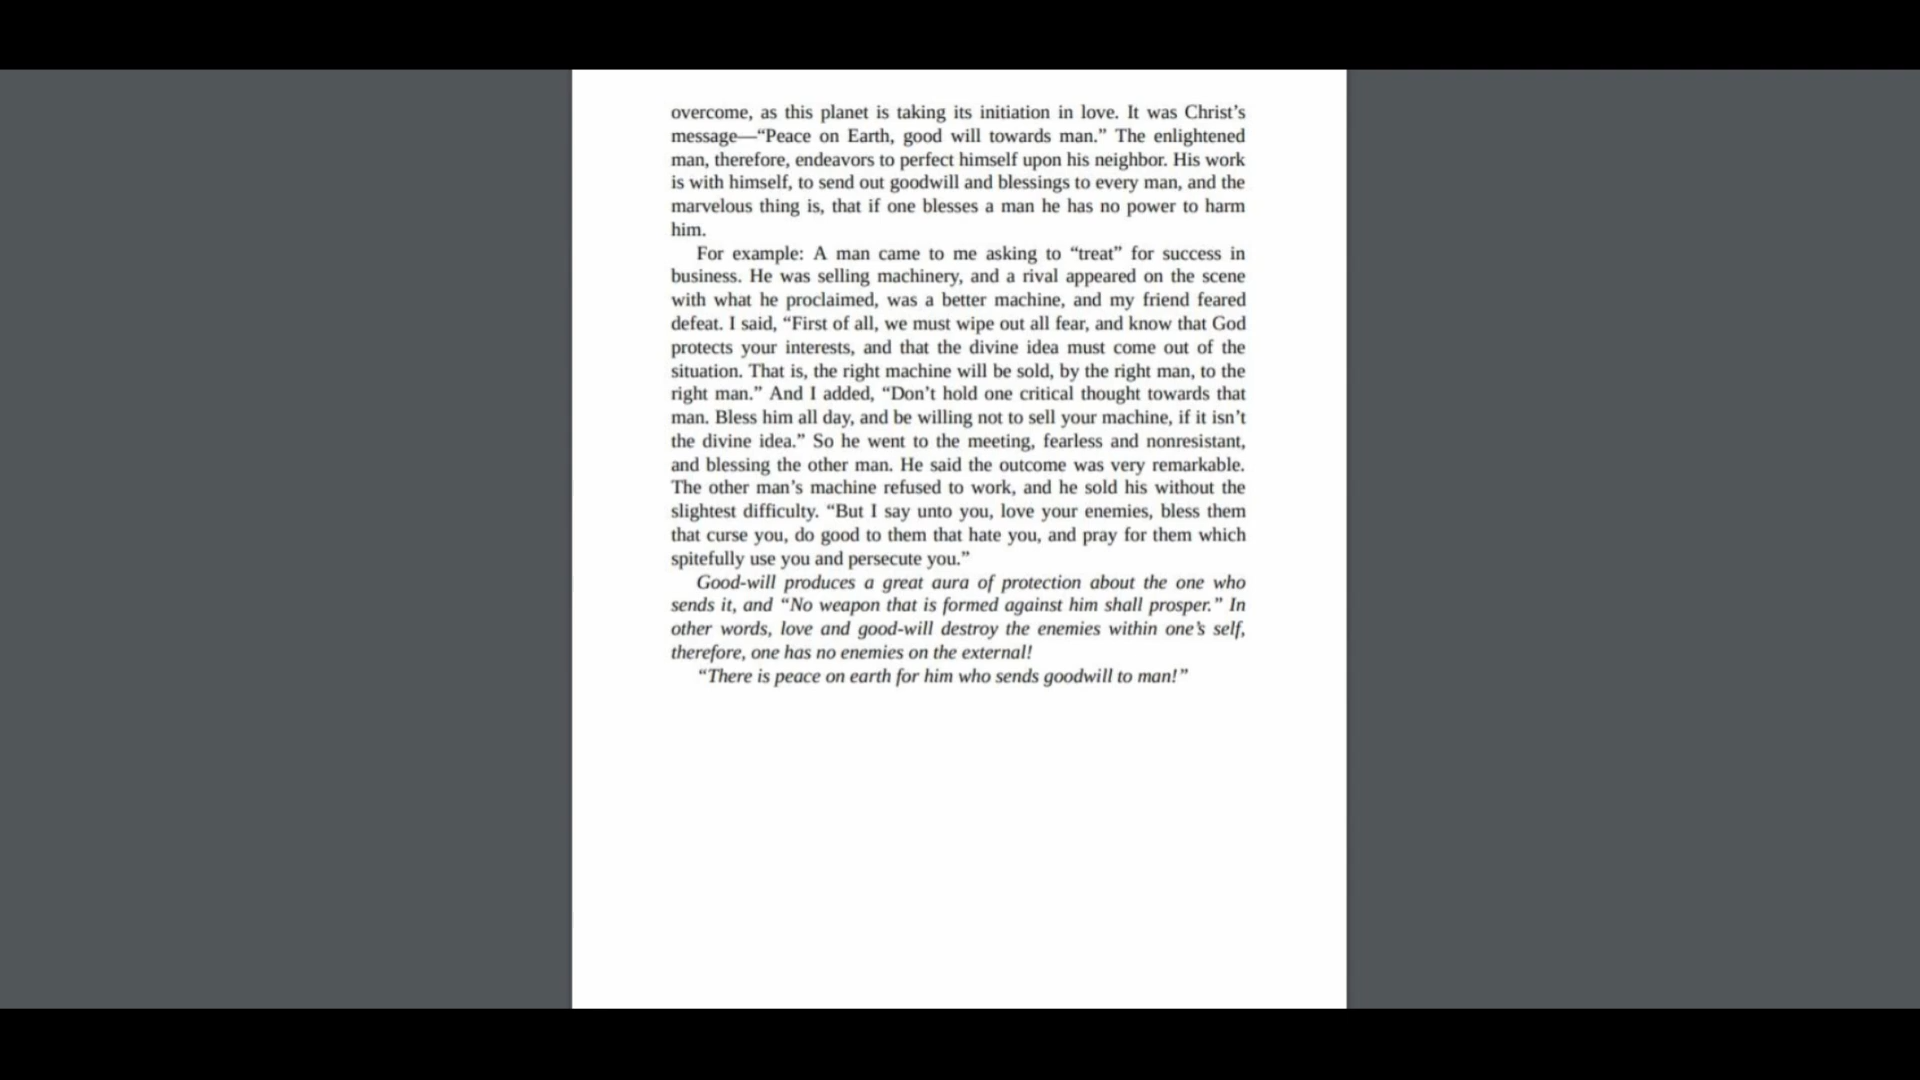 overcome, as this planet is taking its initiation in love. It was Christ’s
message—“Peace on Earth, good will towards man.” The enlightened
man, therefore, endeavors to perfect himself upon his neighbor. His work
is with himself, to send out goodwill and blessings to every man, and the
marvelous thing is, that if one blesses a man he has no power to harm
him.
For example: A man came to me asking to “treat” for success in
business. He was selling machinery, and a rival appeared on the scene
with what he proclaimed, was a better machine, and my friend feared
defeat. I said, “First of all, we must wipe out all fear, and know that God
protects your interests, and that the divine idea must come out of the
situation. That is, the right machine will be sold, by the right man, to the
right man.” And I added, “Don’t hold one critical thought towards that
man. Bless him all day, and be willing not to sell your machine, if it isn’t
the divine idea.” So he went to the meeting, fearless and nonresistant,
and blessing the other man. He said the outcome was very remarkable.
The other man’s machine refused to work, and he sold his without the
slightest difficulty. “But I say unto you, love your enemies, bless them
that curse you, do good to them that hate you, and pray for them which
spitefully use you and persecute you.”
Good-will produces a great aura of protection about the one who
sends it, and “No weapon that is formed against him shall prosper.” In
other words, love and good-will destroy the enemies within one’s self,
therefore, one has no enemies on the external!
“There is peace on earth for him who sends goodwill to man!”